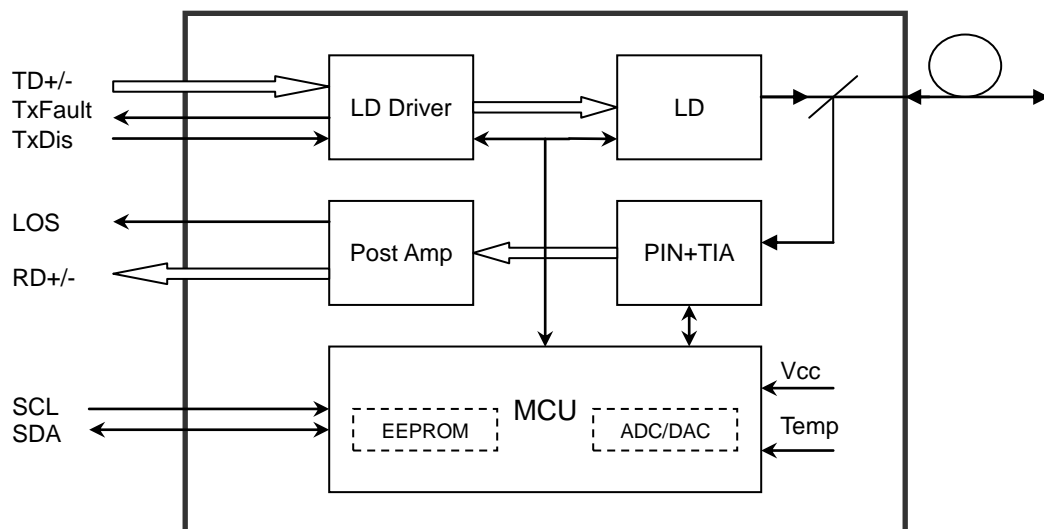 TD+/-
TxFault
TxDis
LD Driver
LD
LOS
RD+/-
Post Amp
PIN+TIA
SCL
SDA
MCU
EEPROM
ADC/DAC
Vcc
Temp